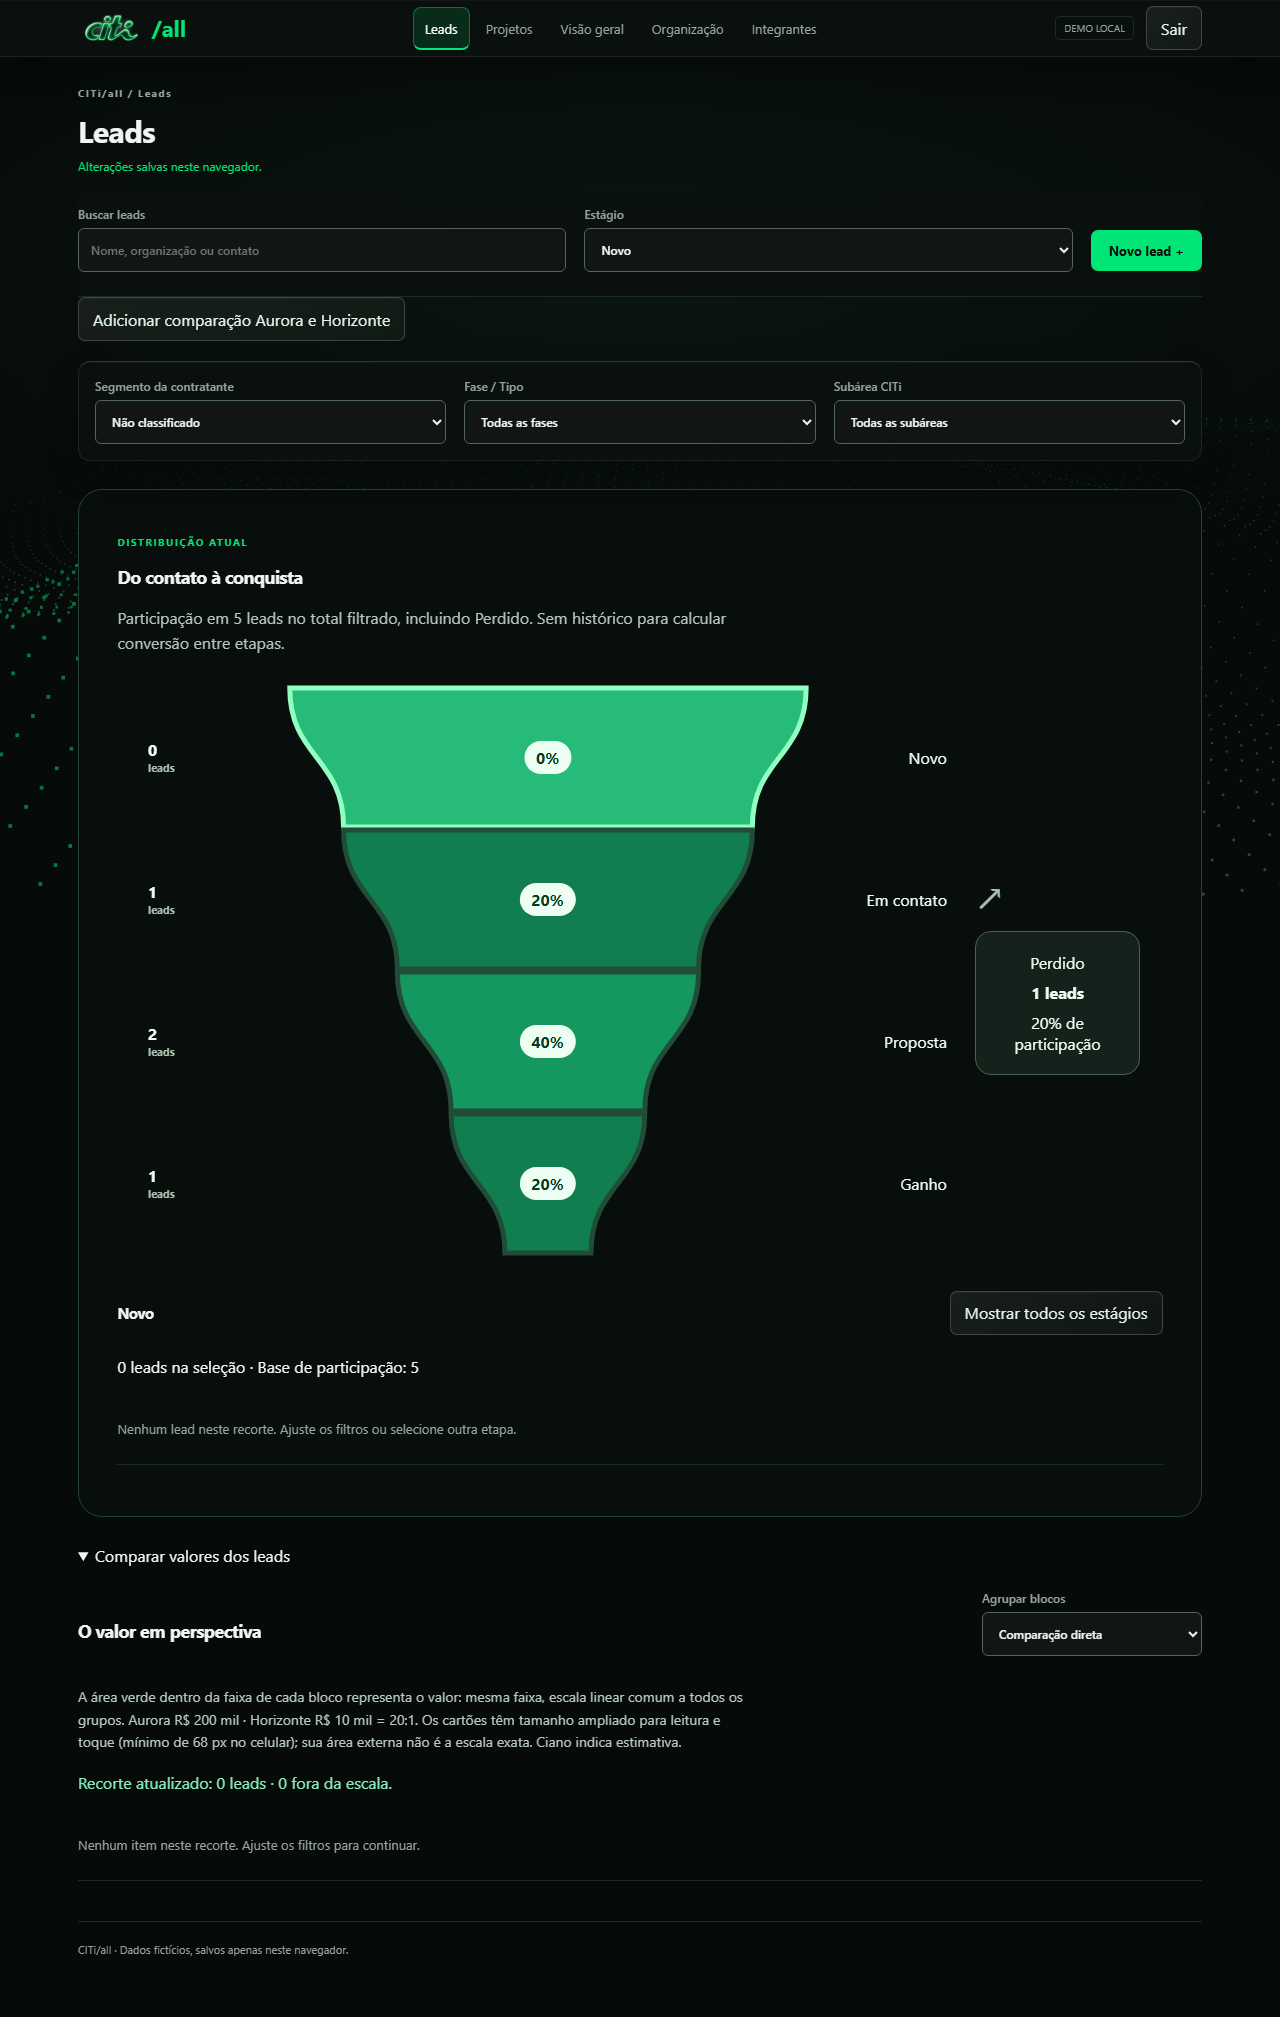 citi /all
Leads
Projetos
Visão geral
Organização
Integrantes
DEMO LOCAL
Sair
CITi/all / Leads
Leads
Alterações salvas neste navegador.
Buscar leads
Nome, organização ou contato
Estágio
Novo
Novo lead +
Adicionar comparação Aurora e Horizonte
Segmento da contratante
Não classificado
Fase / Tipo
Todas as fases
Subárea CITi
Todas as subáreas
DISTRIBUIÇÃO ATUAL
Do contato à conquista
Participação em 5 leads no total filtrado, incluindo Perdido. Sem histórico para calcular
conversão entre etapas.
0
leads
0%
Novo
1
leads
20%
Em contato
Perdido
1 leads
20% de
participação
2
leads
40%
Proposta
1
leads
20%
Ganho
Novo
Mostrar todos os estágios
0 leads na seleção · Base de participação: 5
Nenhum lead neste recorte. Ajuste os filtros ou selecione outra etapa.
▼ Comparar valores dos leads
O valor em perspectiva
Agrupar blocos
Comparação direta
A área verde dentro da faixa de cada bloco representa o valor: mesma faixa, escala linear comum a todos os
grupos. Aurora R$ 200 mil · Horizonte R$ 10 mil = 20:1. Os cartões têm tamanho ampliado para leitura e
toque (mínimo de 68 px no celular); sua área externa não é a escala exata. Ciano indica estimativa.
Recorte atualizado: 0 leads · 0 fora da escala.
Nenhum item neste recorte. Ajuste os filtros para continuar.
CITi/all · Dados fictícios, salvos apenas neste navegador.